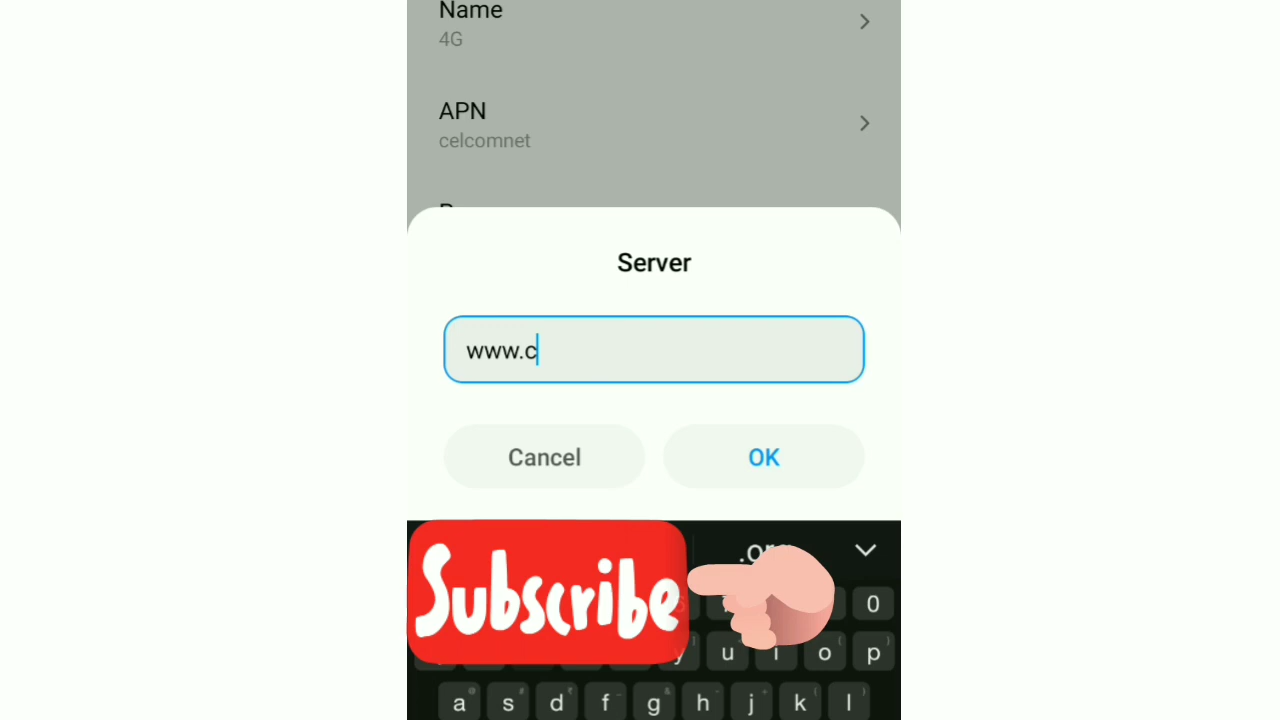 Name
4G
APN
celcomnet
Server
www.c
Cancel OK
Subscribe
0
y u i o p
a s d f g h j k l